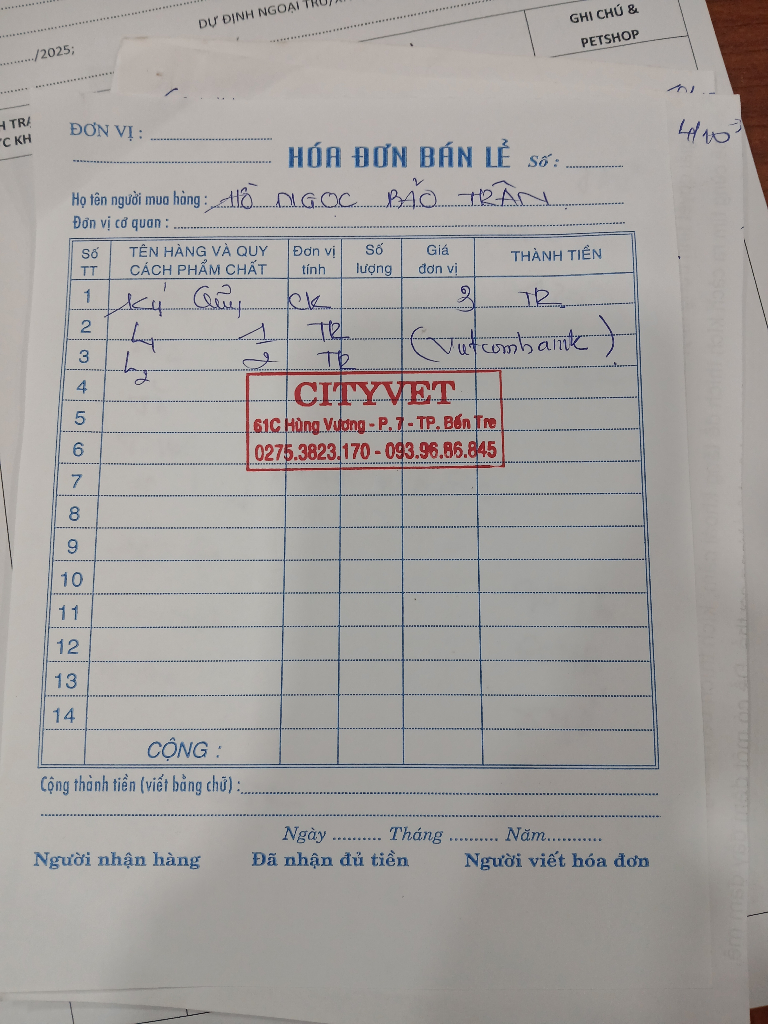 DỰ ĐỊNH NGOẠI TRÚ
GHI CHÚ &
PETSHOP
/2025;
H TRẠ
ỨC KH
4/10
ĐƠN VỊ :
HÓA ĐƠN BÁN LẺ Số :
Họ tên người mua hàng : HỒ NGỌC BẢO TRÂN
Đơn vị cơ quan :
Số TT TÊN HÀNG VÀ QUY CÁCH PHẨM CHẤT Đơn vị tính Số lượng Giá đơn vị THÀNH TIỀN
1 Ký Quỹ CK 3 TR
2 L1 1 TR
3 L2 2 TR (Vietcombank)
4
CITYVET
5
61C Hùng Vương - P. 7 - TP. Bến Tre
6
0275.3823.170 - 093.96.86.845
7
8
9
10
11
12
13
14
CỘNG :
Cộng thành tiền (viết bằng chữ) :
Ngày .......... Tháng .......... Năm...........
Người nhận hàng Đã nhận đủ tiền Người viết hóa đơn